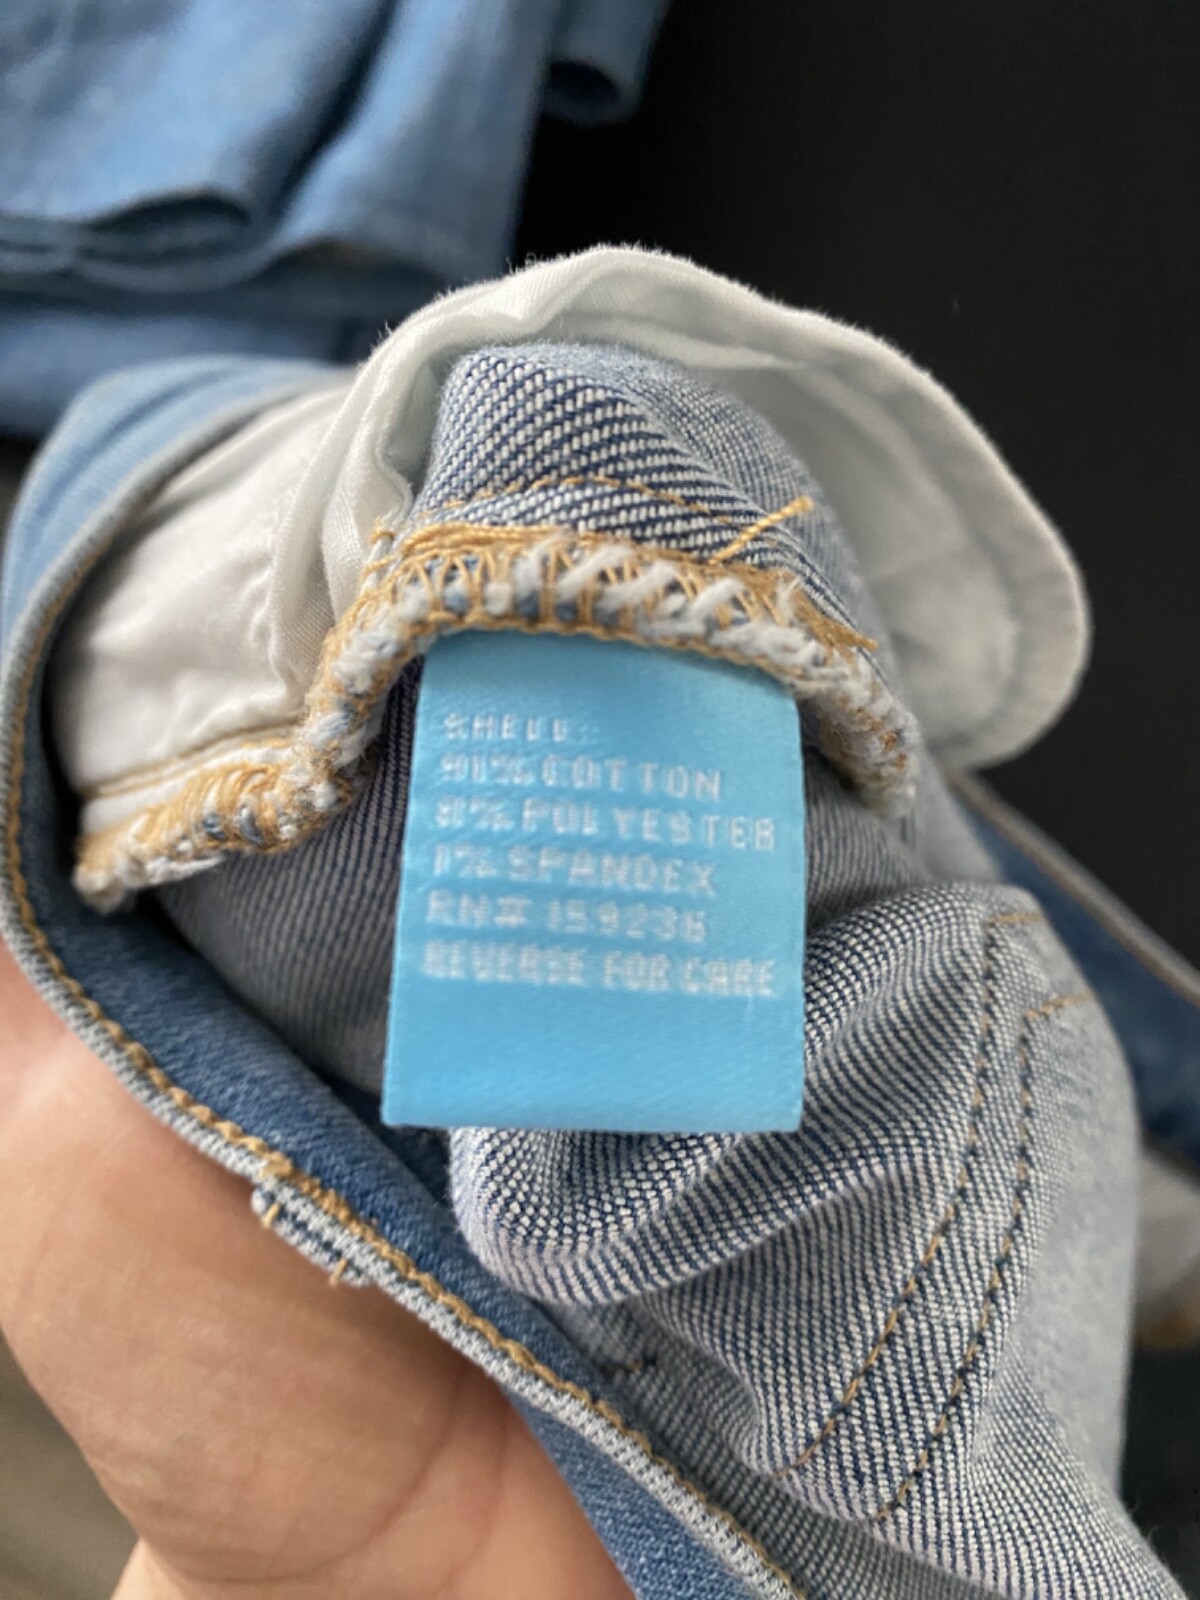 SHELL:
91% COTTON
8% POLYESTER
1% SPANDEX
RN# 159236
REVERSE FOR CARE